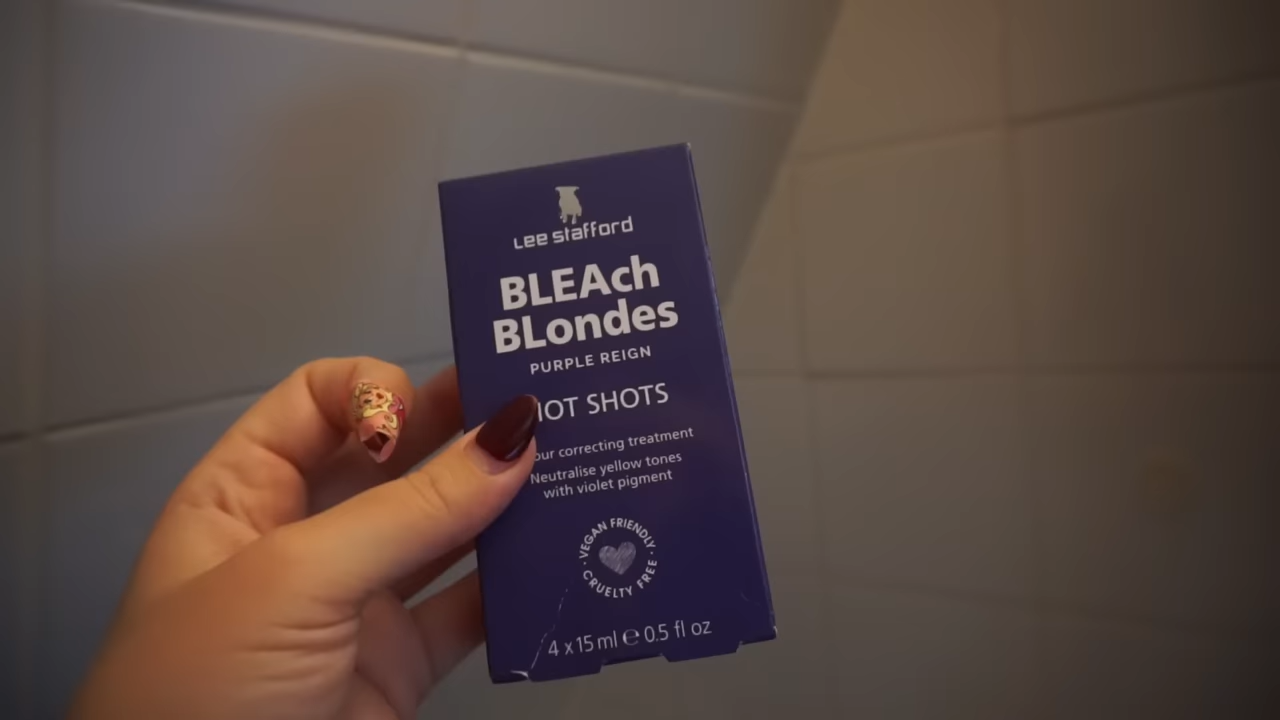 Lee Stafford
BLEAch
BLondes
PURPLE REIGN
SHOTS
correcting treatment
Neutralise yellow tones
with violet pigment
VEGAN FRIENDLY
CRUELTY FREE
4 x 15 ml ℮ 0.5 fl oz